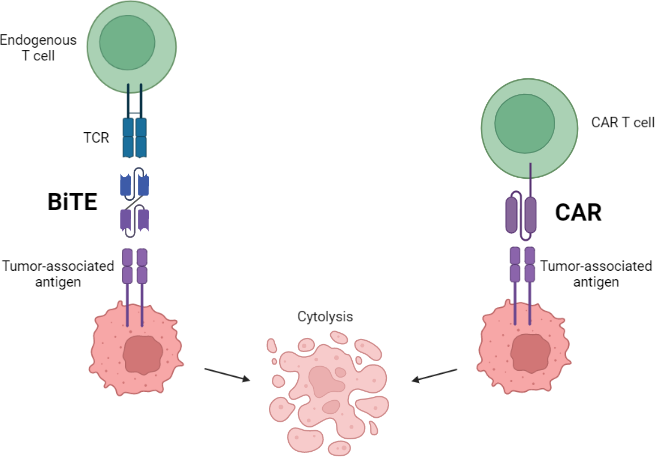 Endogenous
T cell
TCR
BiTE
Tumor-associated
antigen
Cytolysis
CAR T cell
CAR
Tumor-associated
antigen